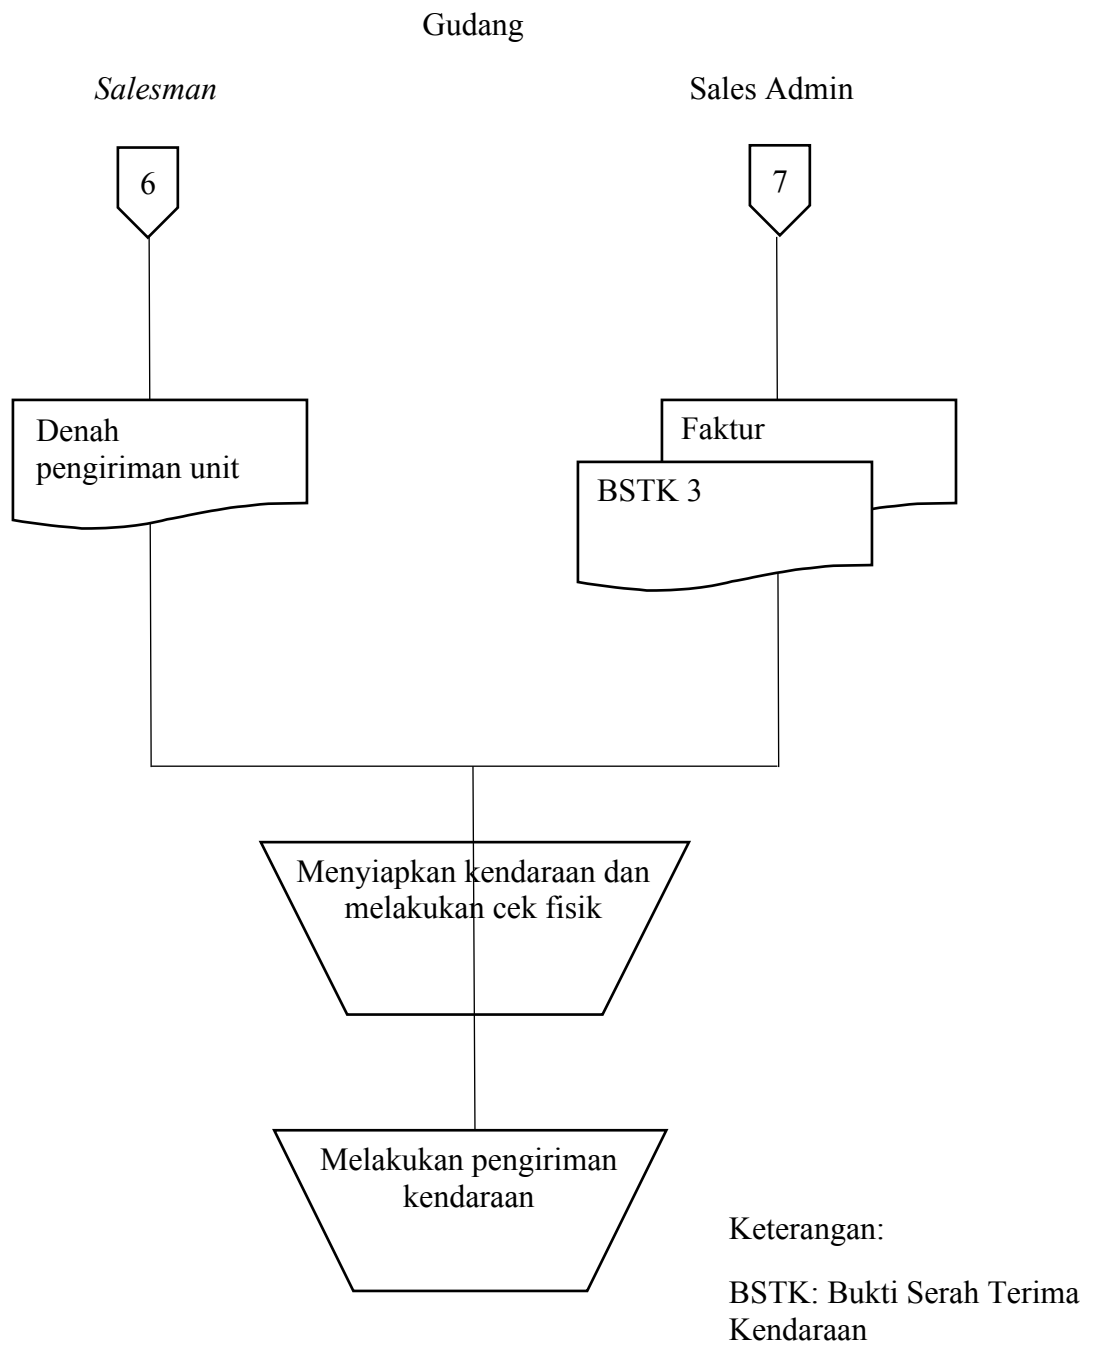 Gudang
Salesman
Sales Admin
6
7
Denah
pengiriman unit
Faktur
BSTK 3
Menyiapkan kendaraan dan
melakukan cek fisik
Melakukan pengiriman
kendaraan
Keterangan:
BSTK: Bukti Serah Terima
Kendaraan